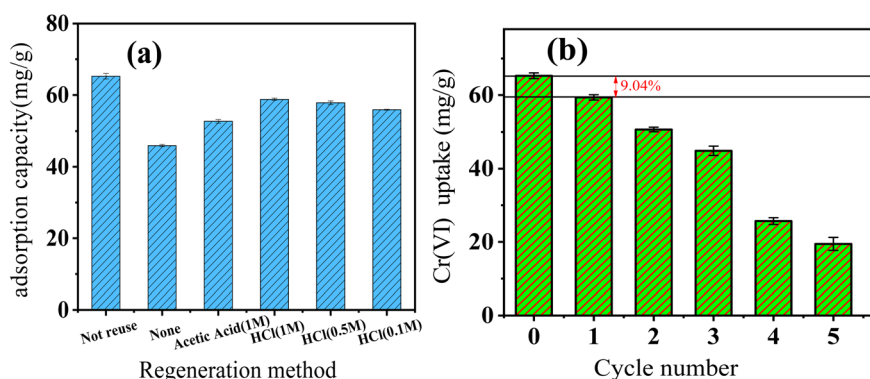 (a)
adsorption capacity(mg/g)
80
60
40
20
0
Not reuse
None
Acetic Acid(1M)
HCl(1M)
HCl(0.5M)
HCl(0.1M)
Regeneration method
(b)
Cr(VI) uptake (mg/g)
60
40
20
0
9.04%
0 1 2 3 4 5
Cycle number